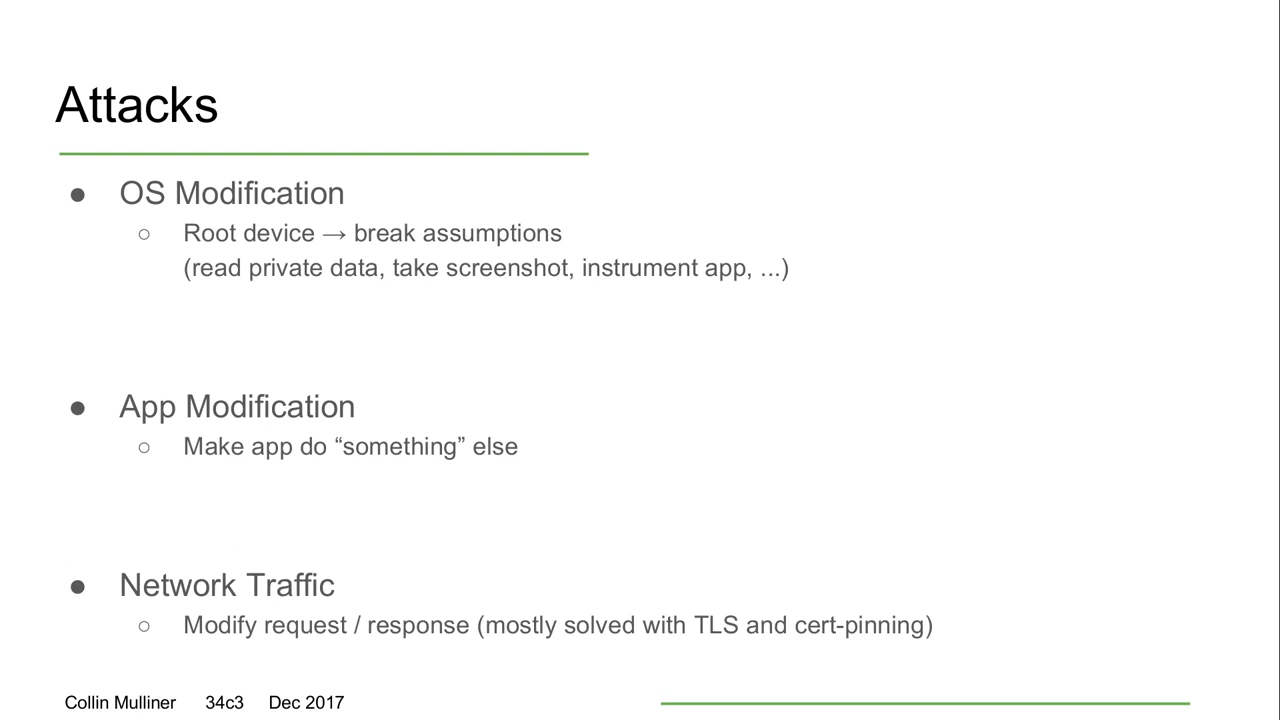 Attacks
● OS Modification
○ Root device → break assumptions
(read private data, take screenshot, instrument app, ...)
● App Modification
○ Make app do “something” else
● Network Traffic
○ Modify request / response (mostly solved with TLS and cert-pinning)
Collin Mulliner 34c3 Dec 2017